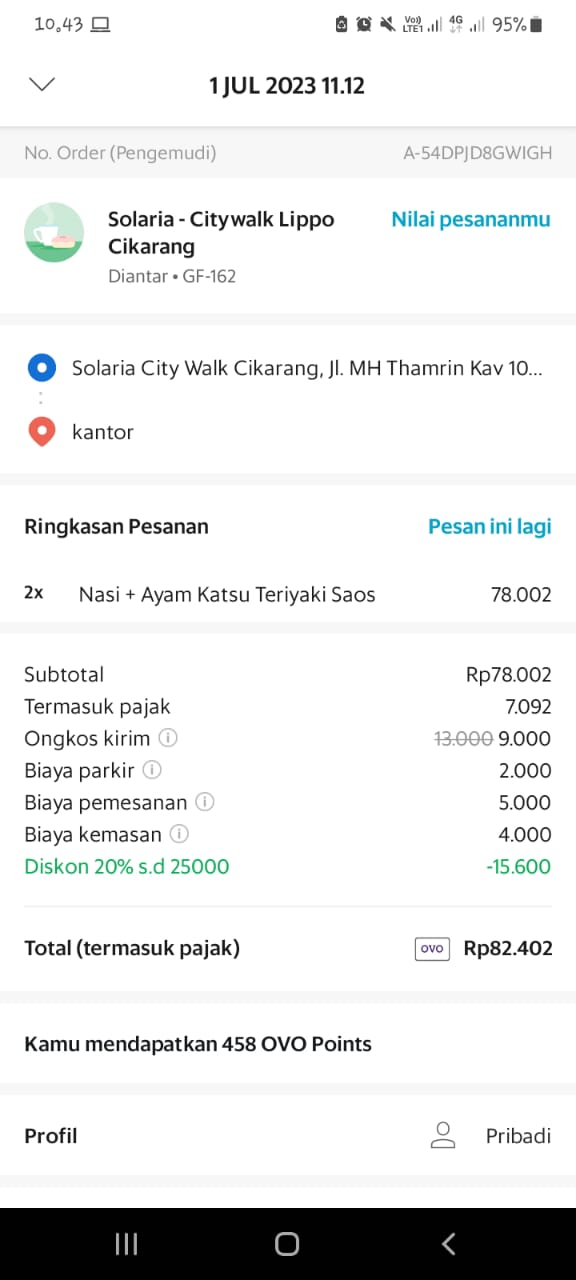 10.43
Vo)) LTE1 4G 95%
1 JUL 2023 11.12
No. Order (Pengemudi) A-54DPJD8GWIGH
Solaria - Citywalk Lippo Cikarang Nilai pesananmu
Diantar • GF-162
Solaria City Walk Cikarang, Jl. MH Thamrin Kav 10...
kantor
Ringkasan Pesanan Pesan ini lagi
2x Nasi + Ayam Katsu Teriyaki Saos 78.002
Subtotal Rp78.002
Termasuk pajak 7.092
Ongkos kirim 13.000 9.000
Biaya parkir 2.000
Biaya pemesanan 5.000
Biaya kemasan 4.000
Diskon 20% s.d 25000 -15.600
Total (termasuk pajak) OVO Rp82.402
Kamu mendapatkan 458 OVO Points
Profil Pribadi